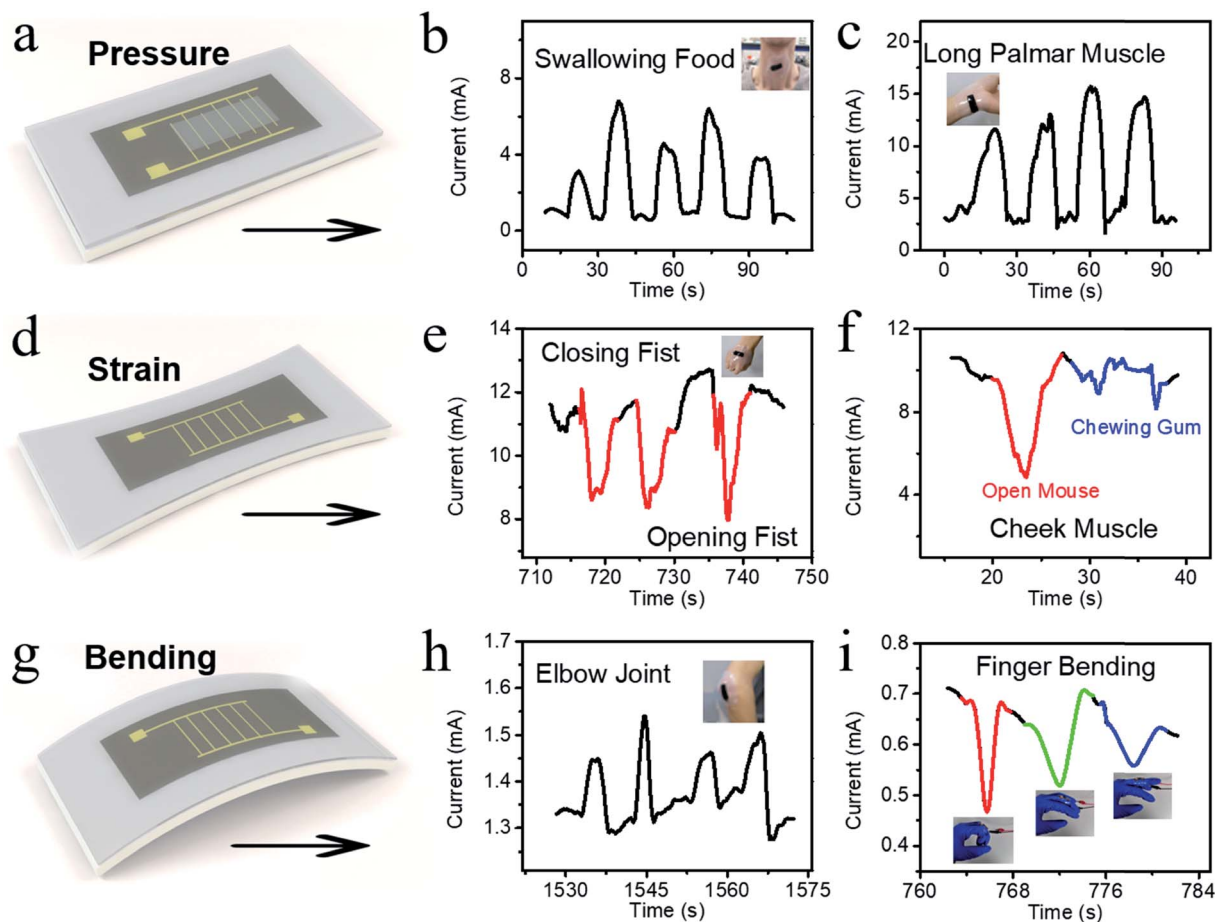 a
Pressure
b
Swallowing Food
Current (mA)
8
4
0
0 30 60 90
Time (s)
c
Long Palmar Muscle
Current (mA)
20
15
10
5
0
0 30 60 90
Time (s)
d
Strain
e
Closing Fist
Opening Fist
Current (mA)
14
12
10
8
710 720 730 740 750
Time (s)
f
Current (mA)
12
8
4
Chewing Gum
Open Mouse
Cheek Muscle
20 30 40
Time (s)
g
Bending
h
Elbow Joint
Current (mA)
1.7
1.6
1.5
1.4
1.3
1530 1545 1560 1575
Time (s)
i
Finger Bending
Current (mA)
0.8
0.7
0.6
0.5
0.4
760 768 776 784
Time (s)